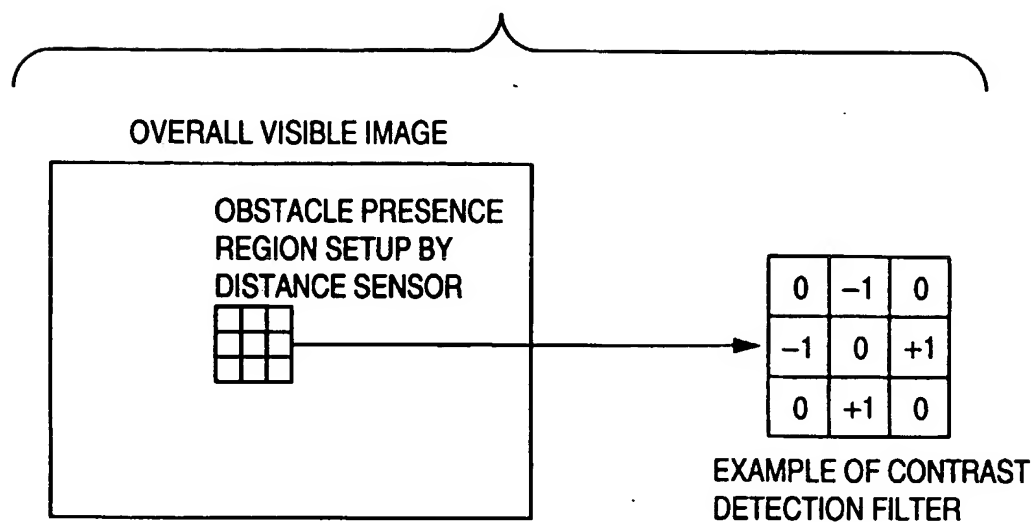 OVERALL VISIBLE IMAGE
OBSTACLE PRESENCE
REGION SETUP BY
DISTANCE SENSOR
0 −1 0
−1 0 +1
0 +1 0
EXAMPLE OF CONTRAST
DETECTION FILTER